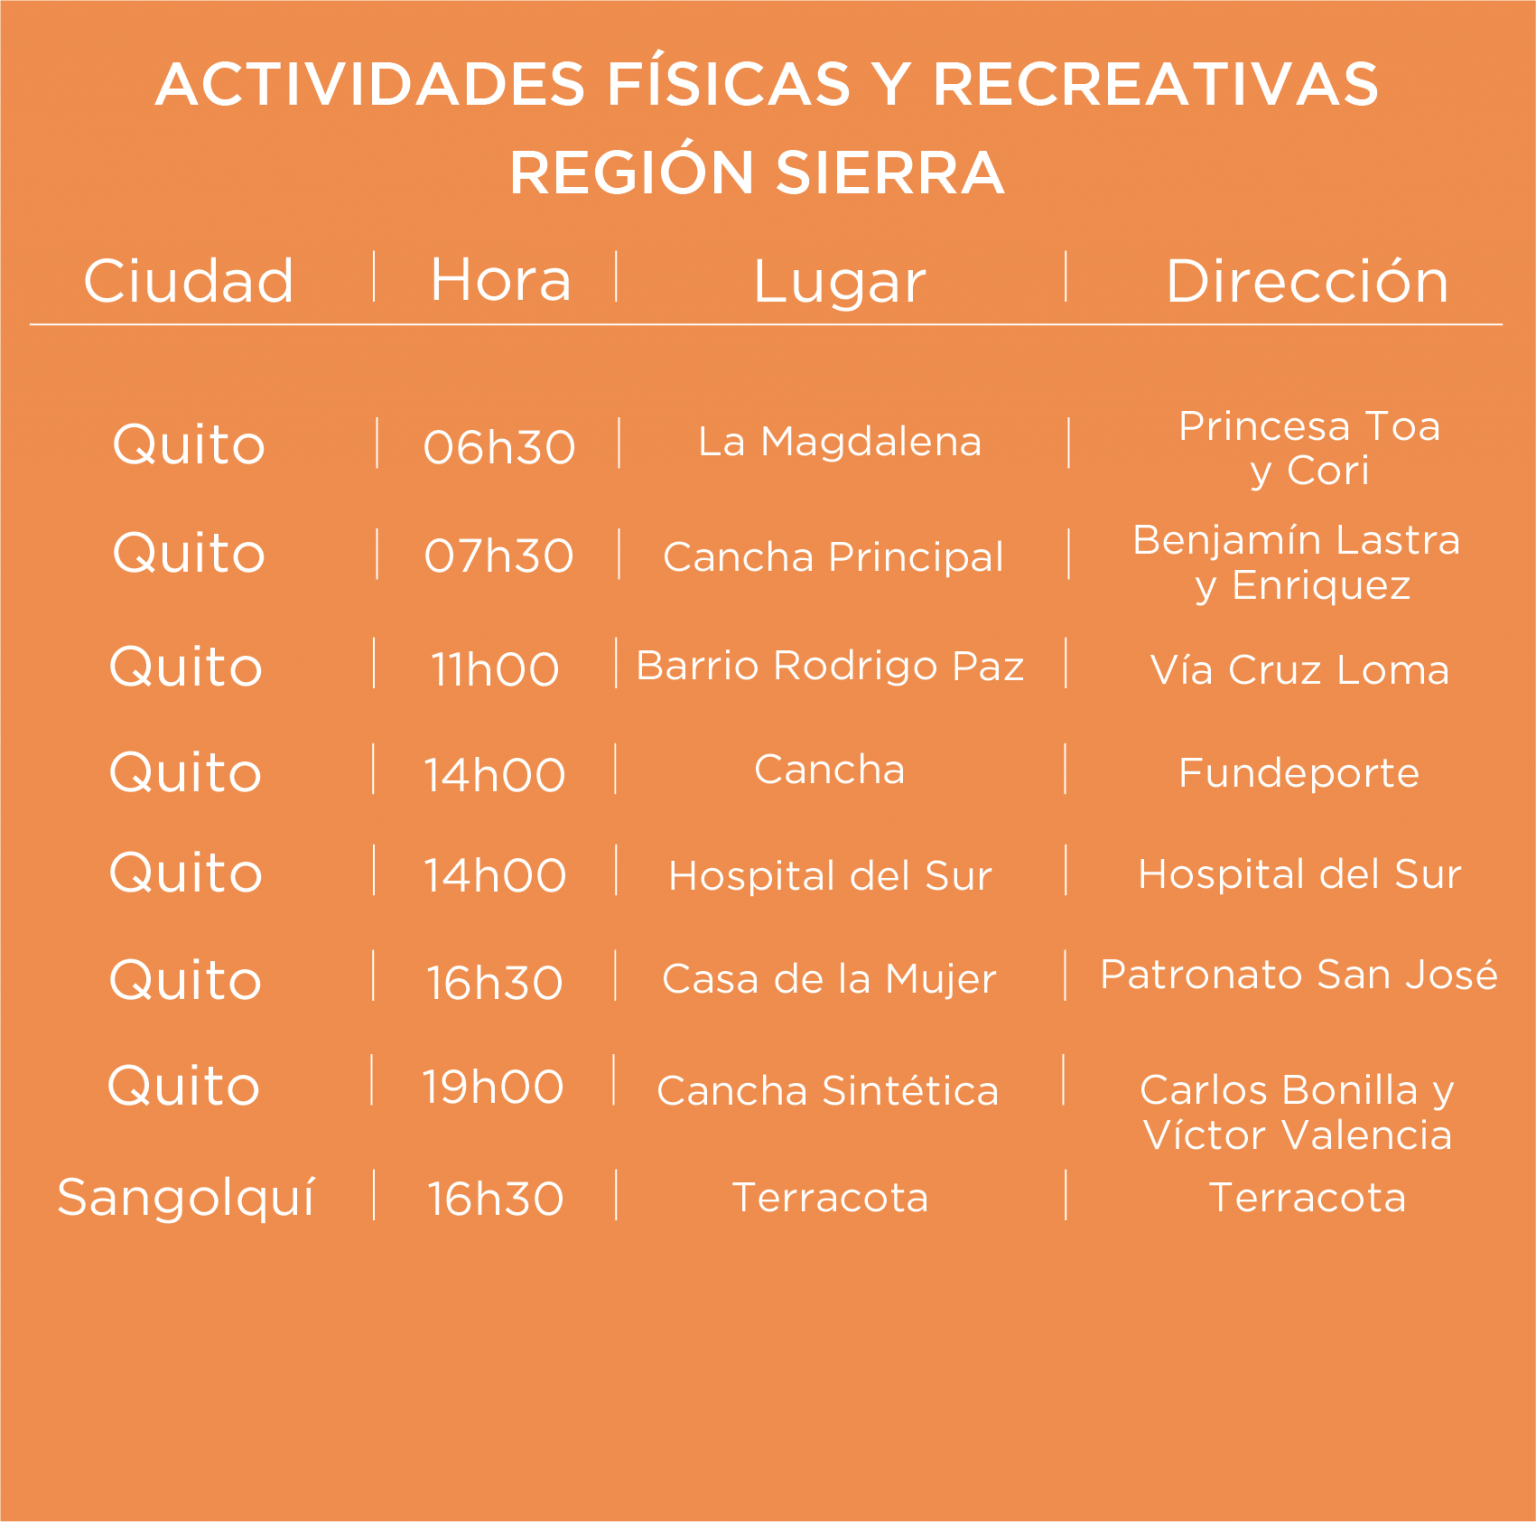 ACTIVIDADES FÍSICAS Y RECREATIVAS
REGIÓN SIERRA
Ciudad | Hora | Lugar | Dirección
Quito | 06h30 | La Magdalena | Princesa Toa
y Cori
Quito | 07h30 | Cancha Principal | Benjamín Lastra
y Enriquez
Quito | 11h00 | Barrio Rodrigo Paz | Vía Cruz Loma
Quito | 14h00 | Cancha | Fundeporte
Quito | 14h00 | Hospital del Sur | Hospital del Sur
Quito | 16h30 | Casa de la Mujer | Patronato San José
Quito | 19h00 | Cancha Sintética | Carlos Bonilla y
Víctor Valencia
Sangolquí | 16h30 | Terracota | Terracota